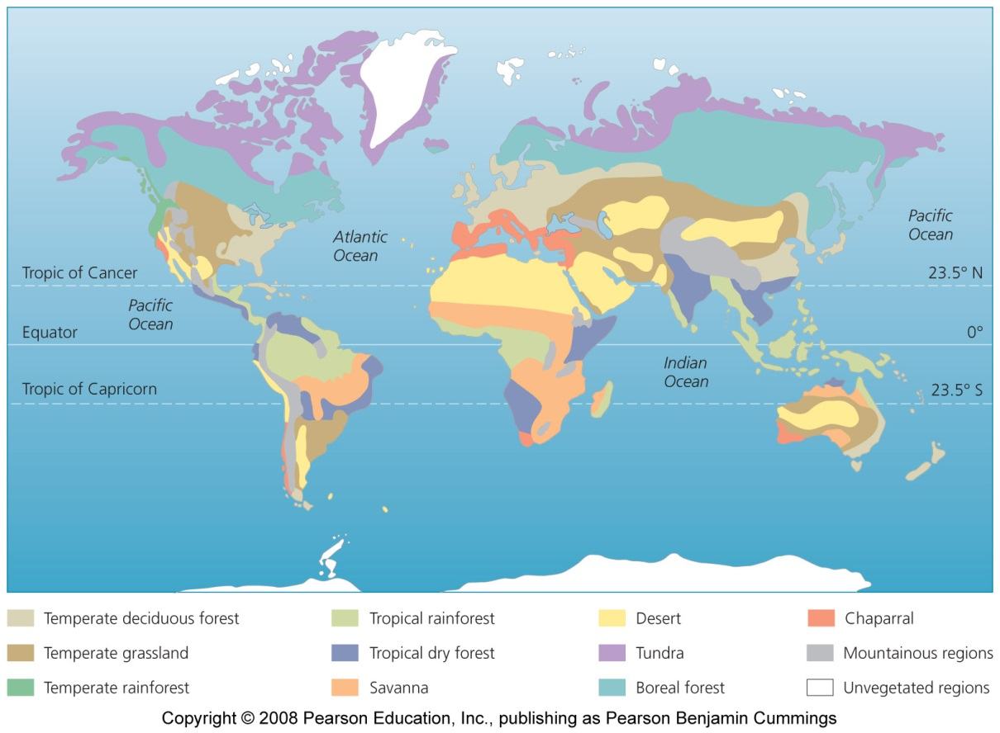 Atlantic
Ocean
Pacific
Ocean
Tropic of Cancer
23.5° N
Pacific
Ocean
Equator
0°
Indian
Ocean
Tropic of Capricorn
23.5° S
Temperate deciduous forest
Tropical rainforest
Desert
Chaparral
Temperate grassland
Tropical dry forest
Tundra
Mountainous regions
Temperate rainforest
Savanna
Boreal forest
Unvegetated regions
Copyright © 2008 Pearson Education, Inc., publishing as Pearson Benjamin Cummings